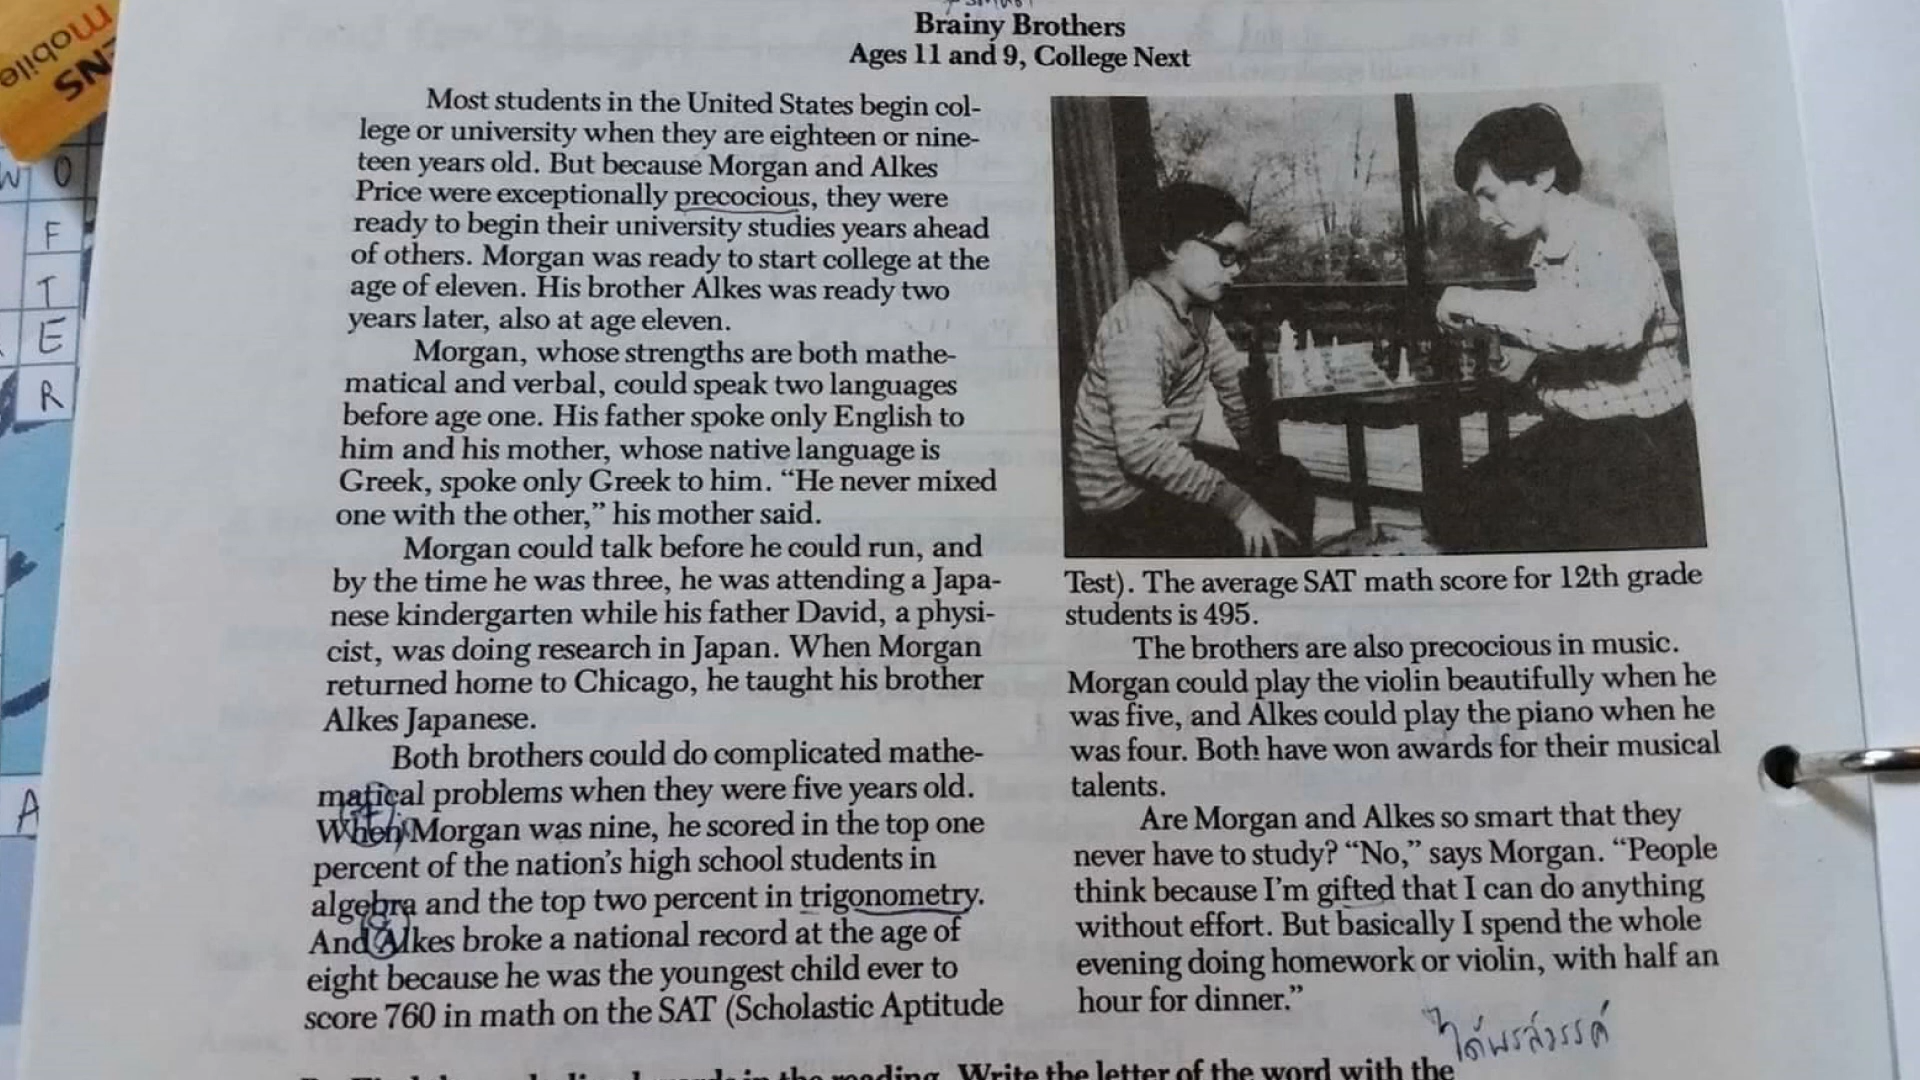 mobile
ENS
W O
F
T
E
R
A
Brainy Brothers
Ages 11 and 9, College Next
Most students in the United States begin col-
lege or university when they are eighteen or nine-
teen years old. But because Morgan and Alkes
Price were exceptionally precocious, they were
ready to begin their university studies years ahead
of others. Morgan was ready to start college at the
age of eleven. His brother Alkes was ready two
years later, also at age eleven.
Morgan, whose strengths are both mathe-
matical and verbal, could speak two languages
before age one. His father spoke only English to
him and his mother, whose native language is
Greek, spoke only Greek to him. “He never mixed
one with the other,” his mother said.
Morgan could talk before he could run, and
by the time he was three, he was attending a Japa-
nese kindergarten while his father David, a physi-
cist, was doing research in Japan. When Morgan
returned home to Chicago, he taught his brother
Alkes Japanese.
Both brothers could do complicated mathe-
matical problems when they were five years old.
When Morgan was nine, he scored in the top one
percent of the nation’s high school students in
algebra and the top two percent in trigonometry.
And Alkes broke a national record at the age of
eight because he was the youngest child ever to
score 760 in math on the SAT (Scholastic Aptitude
Test). The average SAT math score for 12th grade
students is 495.
The brothers are also precocious in music.
Morgan could play the violin beautifully when he
was five, and Alkes could play the piano when he
was four. Both have won awards for their musical
talents.
Are Morgan and Alkes so smart that they
never have to study? “No,” says Morgan. “People
think because I’m gifted that I can do anything
without effort. But basically I spend the whole
evening doing homework or violin, with half an
hour for dinner.”
ได้พรสวรรค์
in the reading. Write the letter of the word with the